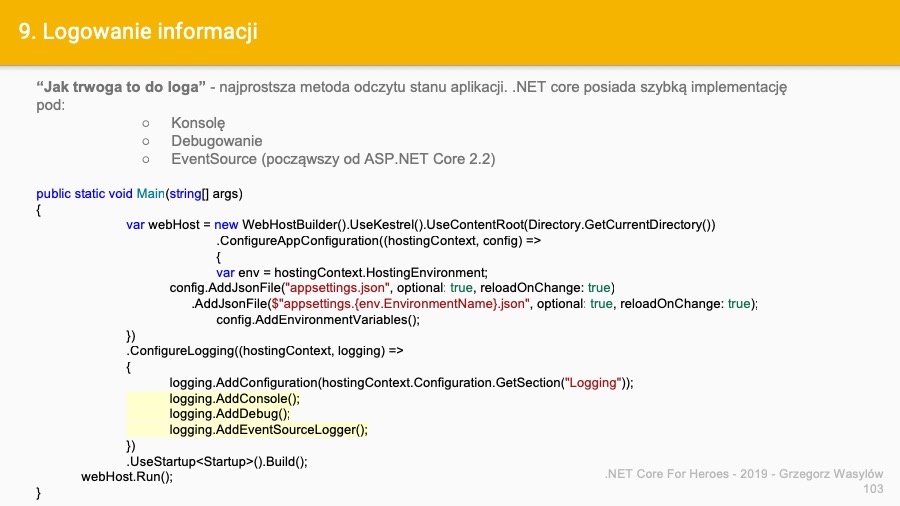 9. Logowanie informacji
“Jak trwoga to do loga” - najprostsza metoda odczytu stanu aplikacji. .NET core posiada szybką implementację
pod:
○ Konsolę
○ Debugowanie
○ EventSource (począwszy od ASP.NET Core 2.2)
public static void Main(string[] args)
{
var webHost = new WebHostBuilder().UseKestrel().UseContentRoot(Directory.GetCurrentDirectory())
.ConfigureAppConfiguration((hostingContext, config) =>
{
var env = hostingContext.HostingEnvironment;
config.AddJsonFile("appsettings.json", optional: true, reloadOnChange: true)
.AddJsonFile($"appsettings.{env.EnvironmentName}.json", optional: true, reloadOnChange: true);
config.AddEnvironmentVariables();
})
.ConfigureLogging((hostingContext, logging) =>
{
logging.AddConfiguration(hostingContext.Configuration.GetSection("Logging"));
logging.AddConsole();
logging.AddDebug();
logging.AddEventSourceLogger();
})
.UseStartup<Startup>().Build();
webHost.Run();
}
.NET Core For Heroes - 2019 - Grzegorz Wasylów
103